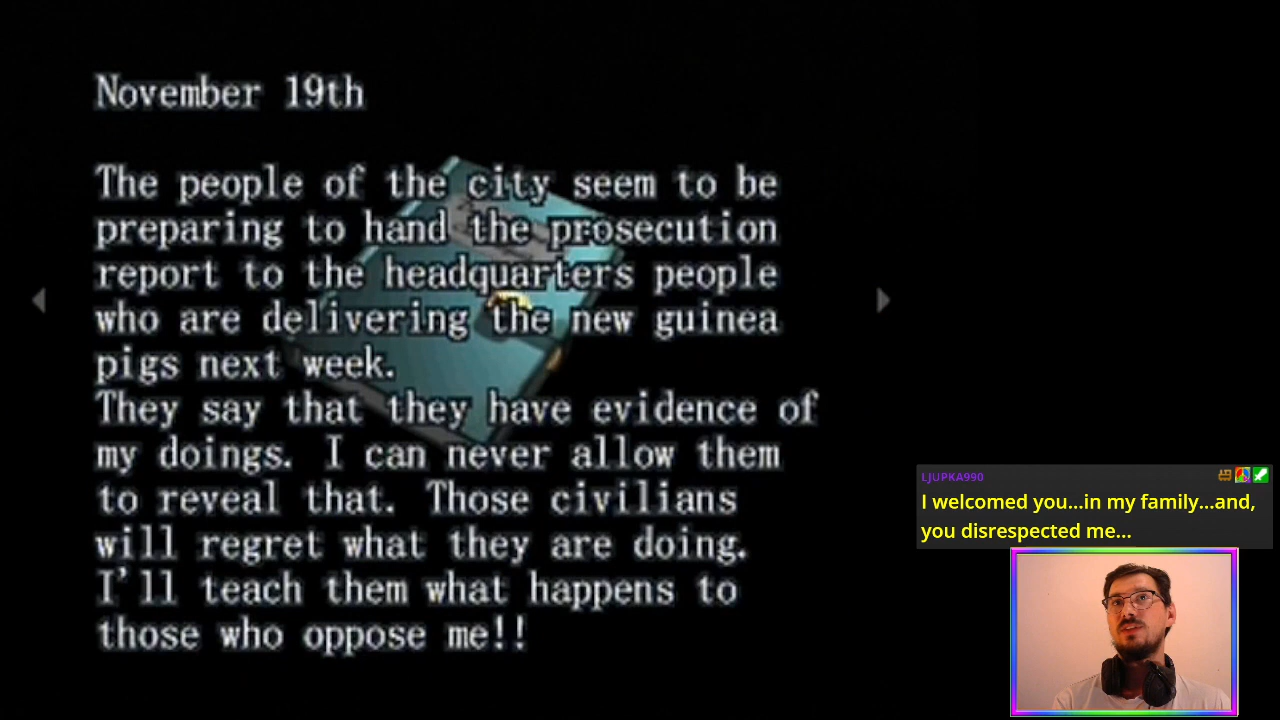 November 19th
The people of the city seem to be
preparing to hand the prosecution
report to the headquarters people
who are delivering the new guinea
pigs next week.
They say that they have evidence of
my doings. I can never allow them
to reveal that. Those civilians
will regret what they are doing.
I'll teach them what happens to
those who oppose me!!
LJUPKA990
I welcomed you...in my family...and,
you disrespected me...